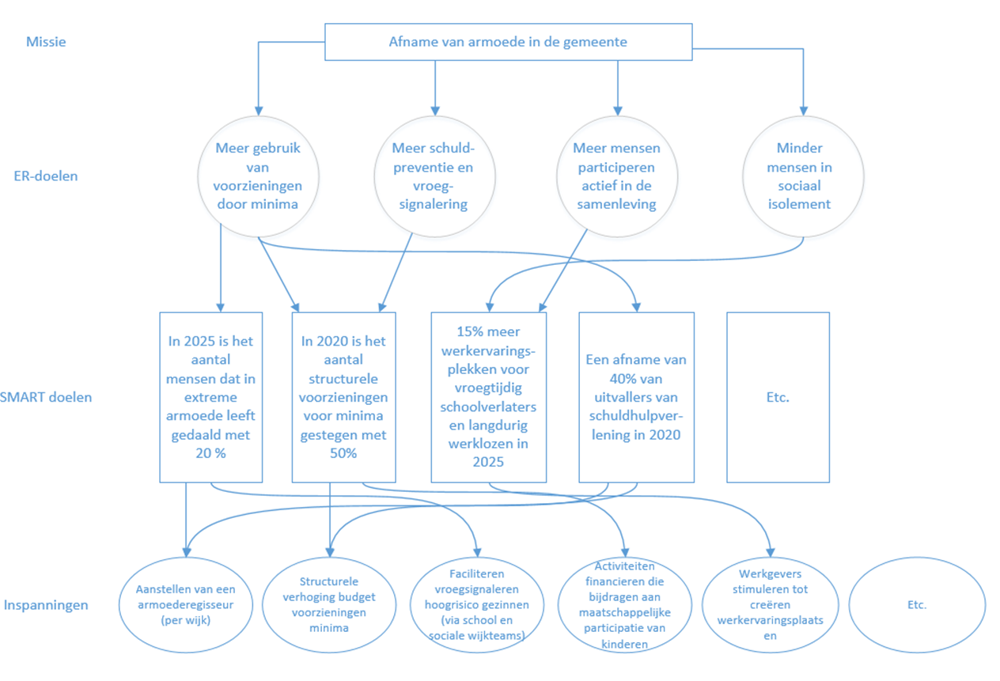 Missie
Afname van armoede in de gemeente
ER-doelen
Meer gebruik
van
voorzieningen
door minima
Meer schuld-
preventie en
vroeg-
signalering
Meer mensen
participeren
actief in de
samenleving
Minder
mensen in
sociaal
isolement
SMART doelen
In 2025 is het
aantal
mensen dat in
extreme
armoede leeft
gedaald met
20 %
In 2020 is het
aantal
structurele
voorzieningen
voor minima
gestegen met
50%
15% meer
werkervarings-
plekken voor
vroegtijdig
schoolverlaters
en langdurig
werklozen in
2025
Een afname van
40% van
uitvallers van
schuldhulpver-
lening in 2020
Etc.
Inspanningen
Aanstellen van een
armoederegisseur
(per wijk)
Structurele
verhoging budget
voorzieningen
minima
Faciliteren
vroegsignaleren
hoogrisico gezinnen
(via school en
sociale wijkteams)
Activiteiten
financieren die
bijdragen aan
maatschappelijke
participatie van
kinderen
Werkgevers
stimuleren tot
creëren
werkervaringsplaats
en
Etc.